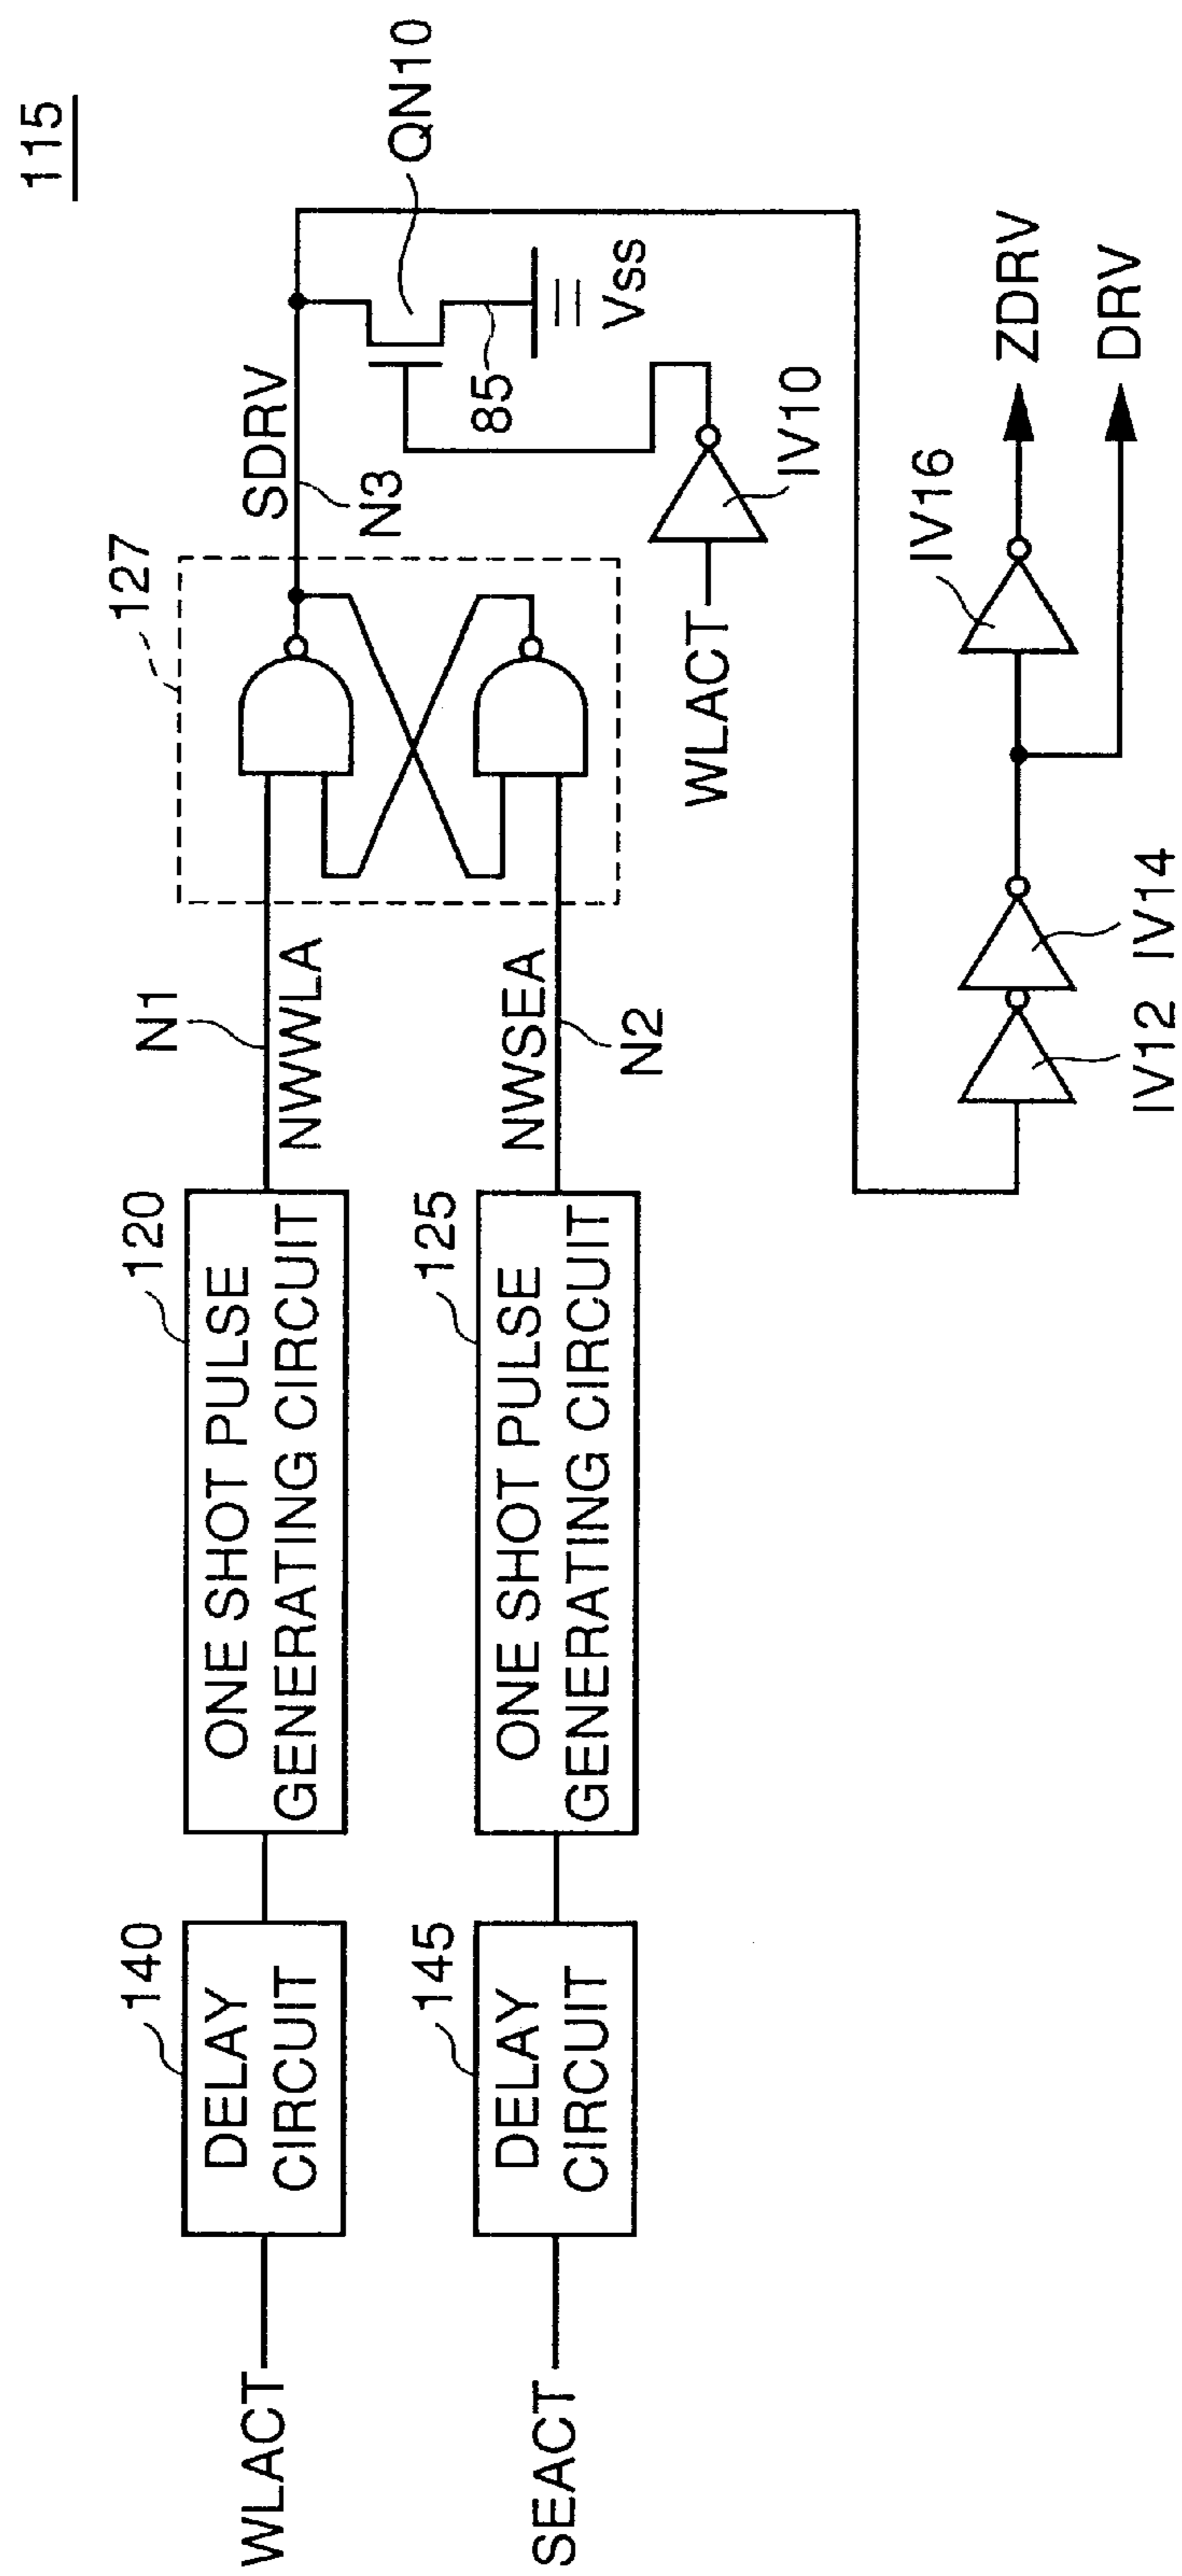 115
WLACT
DELAY
CIRCUIT
140
ONE SHOT PULSE
GENERATING CIRCUIT
120
N1
NWWLA
127
SDRV
N3
QN10
85
Vss
SEACT
DELAY
CIRCUIT
145
ONE SHOT PULSE
GENERATING CIRCUIT
125
NWSEA
N2
WLACT
IV10
IV12
IV14
IV16
ZDRV
DRV